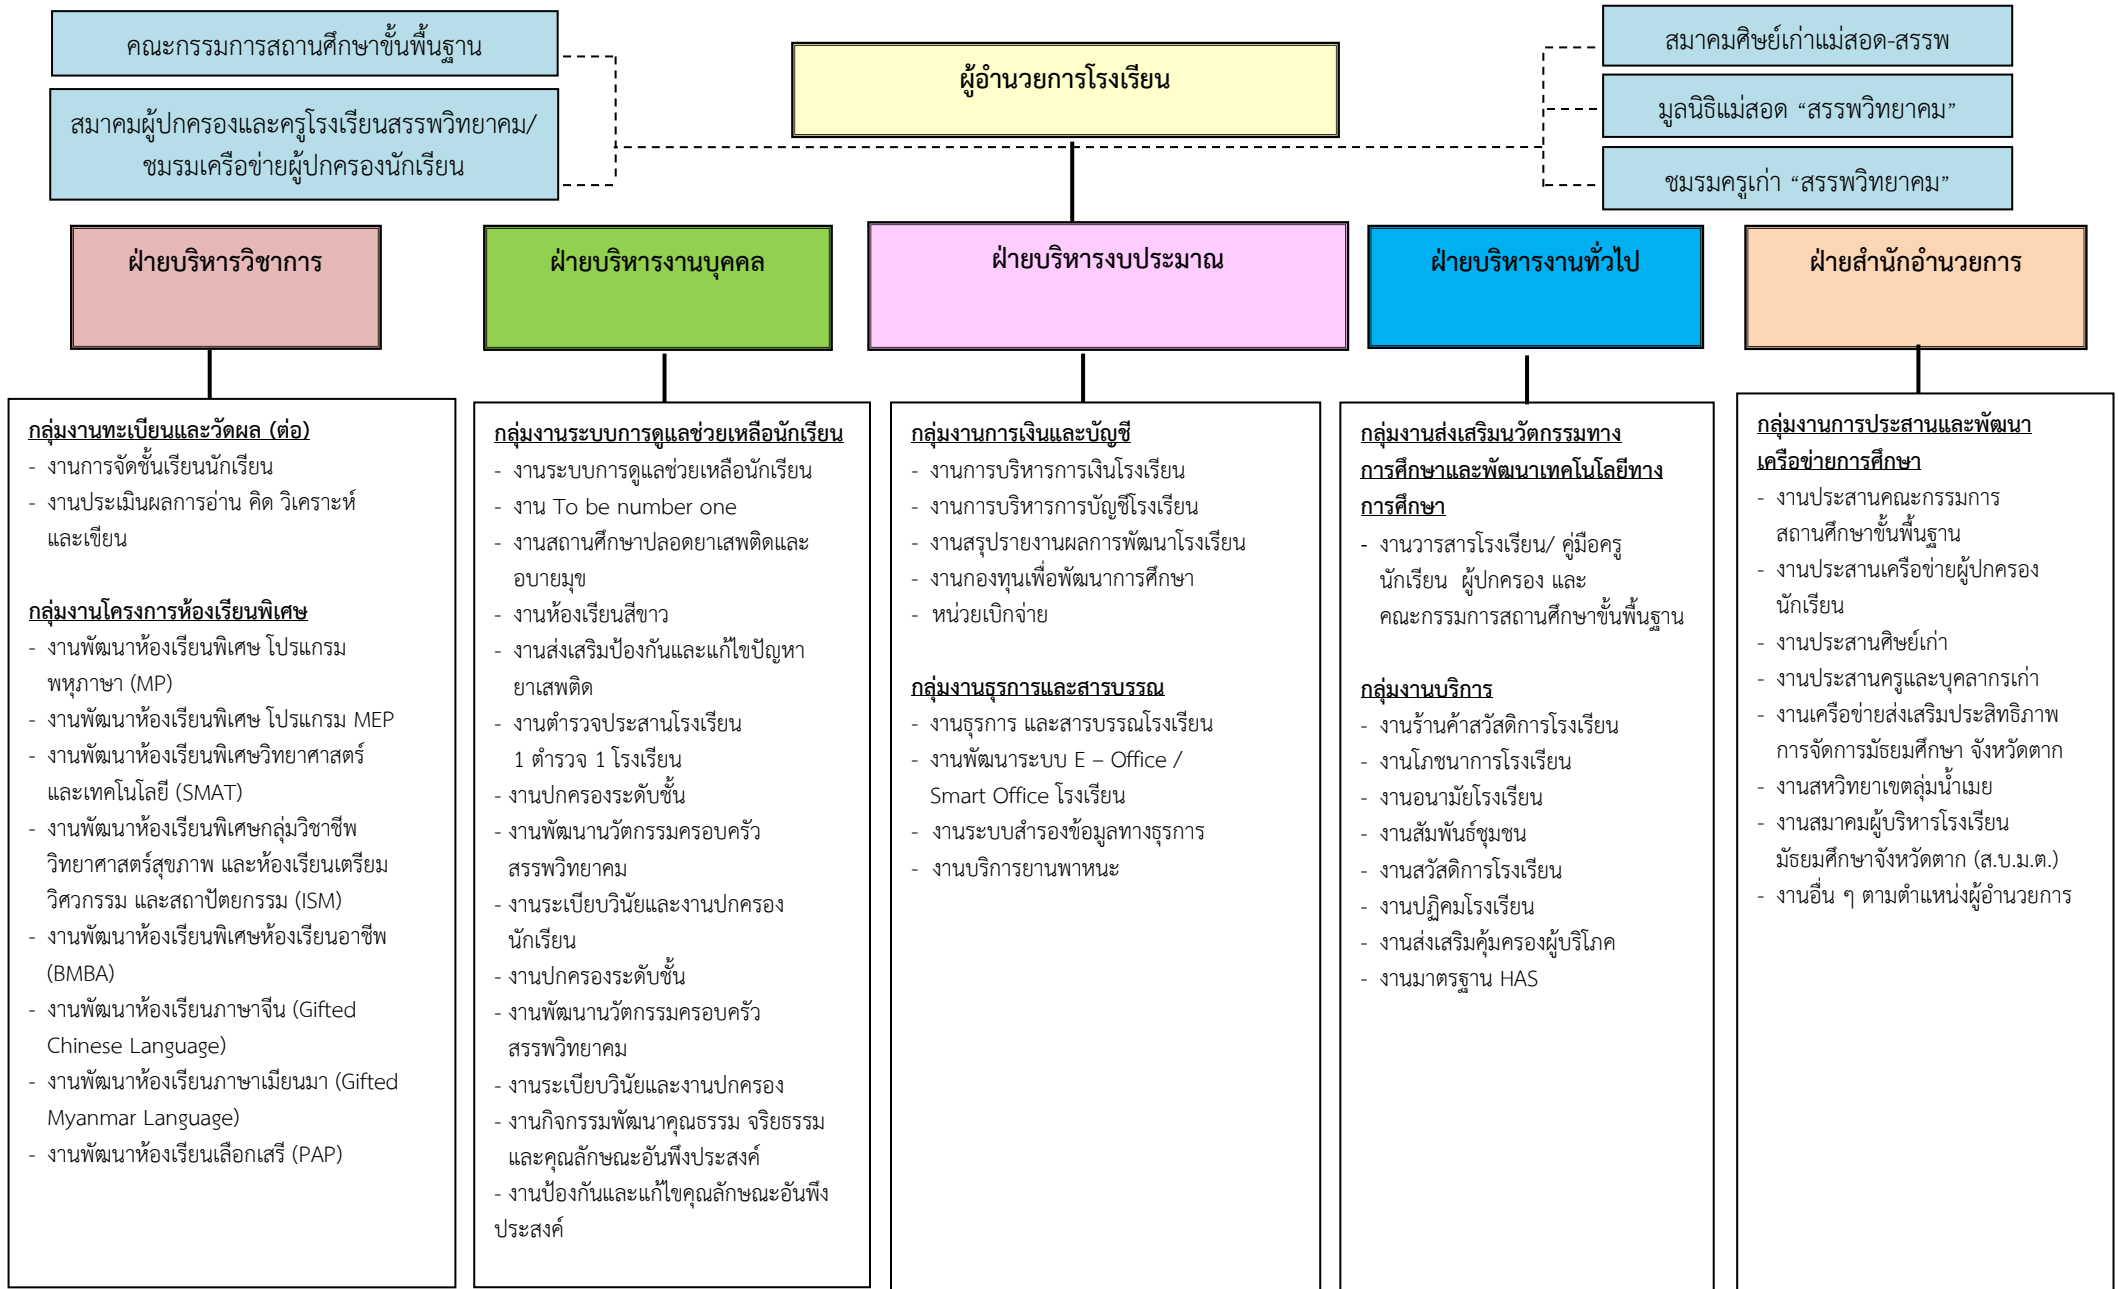 คณะกรรมการสถานศึกษาขั้นพื้นฐาน
สมาคมผู้ปกครองและครูโรงเรียนสรรพวิทยาคม/
ชมรมเครือข่ายผู้ปกครองนักเรียน
ผู้อำนวยการโรงเรียน
สมาคมศิษย์เก่าแม่สอด-สรรพ
มูลนิธิแม่สอด “สรรพวิทยาคม”
ชมรมครูเก่า “สรรพวิทยาคม”
ฝ่ายบริหารวิชาการ
ฝ่ายบริหารงานบุคคล
ฝ่ายบริหารงบประมาณ
ฝ่ายบริหารงานทั่วไป
ฝ่ายสำนักอำนวยการ
กลุ่มงานทะเบียนและวัดผล (ต่อ)
- งานการจัดชั้นเรียนนักเรียน
- งานประเมินผลการอ่าน คิด วิเคราะห์
และเขียน
กลุ่มงานโครงการห้องเรียนพิเศษ
- งานพัฒนาห้องเรียนพิเศษ โปรแกรม
พหุภาษา (MP)
- งานพัฒนาห้องเรียนพิเศษ โปรแกรม MEP
- งานพัฒนาห้องเรียนพิเศษวิทยาศาสตร์
และเทคโนโลยี (SMAT)
- งานพัฒนาห้องเรียนพิเศษกลุ่มวิชาชีพ
วิทยาศาสตร์สุขภาพ และห้องเรียนเตรียม
วิศวกรรม และสถาปัตยกรรม (ISM)
- งานพัฒนาห้องเรียนพิเศษห้องเรียนอาชีพ
(BMBA)
- งานพัฒนาห้องเรียนภาษาจีน (Gifted
Chinese Language)
- งานพัฒนาห้องเรียนภาษาเมียนมา (Gifted
Myanmar Language)
- งานพัฒนาห้องเรียนเลือกเสรี (PAP)
กลุ่มงานระบบการดูแลช่วยเหลือนักเรียน
- งานระบบการดูแลช่วยเหลือนักเรียน
- งาน To be number one
- งานสถานศึกษาปลอดยาเสพติดและ
อบายมุข
- งานห้องเรียนสีขาว
- งานส่งเสริมป้องกันและแก้ไขปัญหา
ยาเสพติด
- งานตำรวจประสานโรงเรียน
1 ตำรวจ 1 โรงเรียน
- งานปกครองระดับชั้น
- งานพัฒนานวัตกรรมครอบครัว
สรรพวิทยาคม
- งานระเบียบวินัยและงานปกครอง
นักเรียน
- งานปกครองระดับชั้น
- งานพัฒนานวัตกรรมครอบครัว
สรรพวิทยาคม
- งานระเบียบวินัยและงานปกครอง
- งานกิจกรรมพัฒนาคุณธรรม จริยธรรม
และคุณลักษณะอันพึงประสงค์
- งานป้องกันและแก้ไขคุณลักษณะอันพึง
ประสงค์
กลุ่มงานการเงินและบัญชี
- งานการบริหารการเงินโรงเรียน
- งานการบริหารการบัญชีโรงเรียน
- งานสรุปรายงานผลการพัฒนาโรงเรียน
- งานกองทุนเพื่อพัฒนาการศึกษา
- หน่วยเบิกจ่าย
กลุ่มงานธุรการและสารบรรณ
- งานธุรการ และสารบรรณโรงเรียน
- งานพัฒนาระบบ E – Office /
Smart Office โรงเรียน
- งานระบบสำรองข้อมูลทางธุรการ
- งานบริการยานพาหนะ
กลุ่มงานส่งเสริมนวัตกรรมทาง
การศึกษาและพัฒนาเทคโนโลยีทาง
การศึกษา
- งานวารสารโรงเรียน/ คู่มือครู
นักเรียน ผู้ปกครอง และ
คณะกรรมการสถานศึกษาขั้นพื้นฐาน
กลุ่มงานบริการ
- งานร้านค้าสวัสดิการโรงเรียน
- งานโภชนาการโรงเรียน
- งานอนามัยโรงเรียน
- งานสัมพันธ์ชุมชน
- งานสวัสดิการโรงเรียน
- งานปฏิคมโรงเรียน
- งานส่งเสริมคุ้มครองผู้บริโภค
- งานมาตรฐาน HAS
กลุ่มงานการประสานและพัฒนา
เครือข่ายการศึกษา
- งานประสานคณะกรรมการ
สถานศึกษาขั้นพื้นฐาน
- งานประสานเครือข่ายผู้ปกครอง
นักเรียน
- งานประสานศิษย์เก่า
- งานประสานครูและบุคลากรเก่า
- งานเครือข่ายส่งเสริมประสิทธิภาพ
การจัดการมัธยมศึกษา จังหวัดตาก
- งานสหวิทยาเขตลุ่มน้ำเมย
- งานสมาคมผู้บริหารโรงเรียน
มัธยมศึกษาจังหวัดตาก (ส.บ.ม.ต.)
- งานอื่น ๆ ตามตำแหน่งผู้อำนวยการ